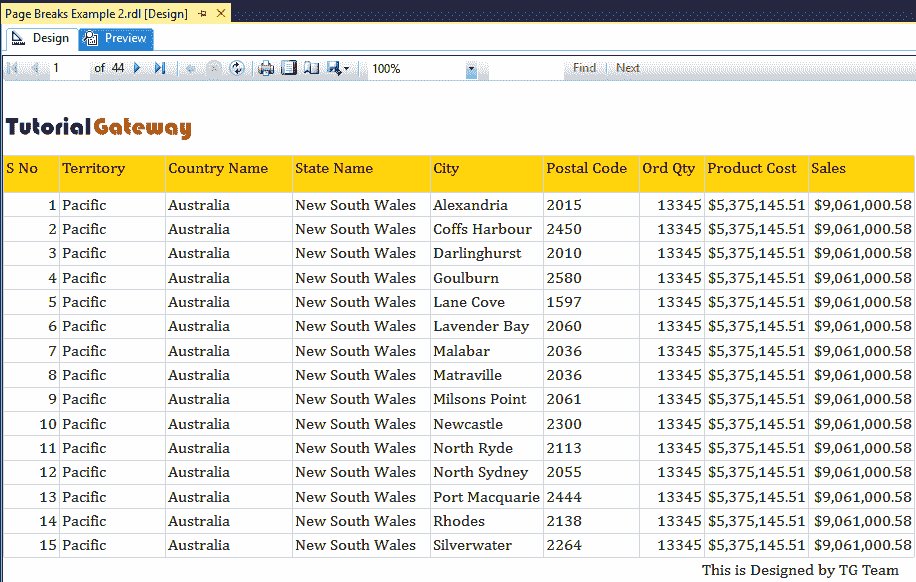 Page Breaks Example 2.rdl [Design]
Design Preview
1 of 44 100% Find | Next
TutorialGateway
S No Territory Country Name State Name City Postal Code Ord Qty Product Cost Sales
1 Pacific Australia New South Wales Alexandria 2015 13345 $5,375,145.51 $9,061,000.58
2 Pacific Australia New South Wales Coffs Harbour 2450 13345 $5,375,145.51 $9,061,000.58
3 Pacific Australia New South Wales Darlinghurst 2010 13345 $5,375,145.51 $9,061,000.58
4 Pacific Australia New South Wales Goulburn 2580 13345 $5,375,145.51 $9,061,000.58
5 Pacific Australia New South Wales Lane Cove 1597 13345 $5,375,145.51 $9,061,000.58
6 Pacific Australia New South Wales Lavender Bay 2060 13345 $5,375,145.51 $9,061,000.58
7 Pacific Australia New South Wales Malabar 2036 13345 $5,375,145.51 $9,061,000.58
8 Pacific Australia New South Wales Matraville 2036 13345 $5,375,145.51 $9,061,000.58
9 Pacific Australia New South Wales Milsons Point 2061 13345 $5,375,145.51 $9,061,000.58
10 Pacific Australia New South Wales Newcastle 2300 13345 $5,375,145.51 $9,061,000.58
11 Pacific Australia New South Wales North Ryde 2113 13345 $5,375,145.51 $9,061,000.58
12 Pacific Australia New South Wales North Sydney 2055 13345 $5,375,145.51 $9,061,000.58
13 Pacific Australia New South Wales Port Macquarie 2444 13345 $5,375,145.51 $9,061,000.58
14 Pacific Australia New South Wales Rhodes 2138 13345 $5,375,145.51 $9,061,000.58
15 Pacific Australia New South Wales Silverwater 2264 13345 $5,375,145.51 $9,061,000.58
This is Designed by TG Team